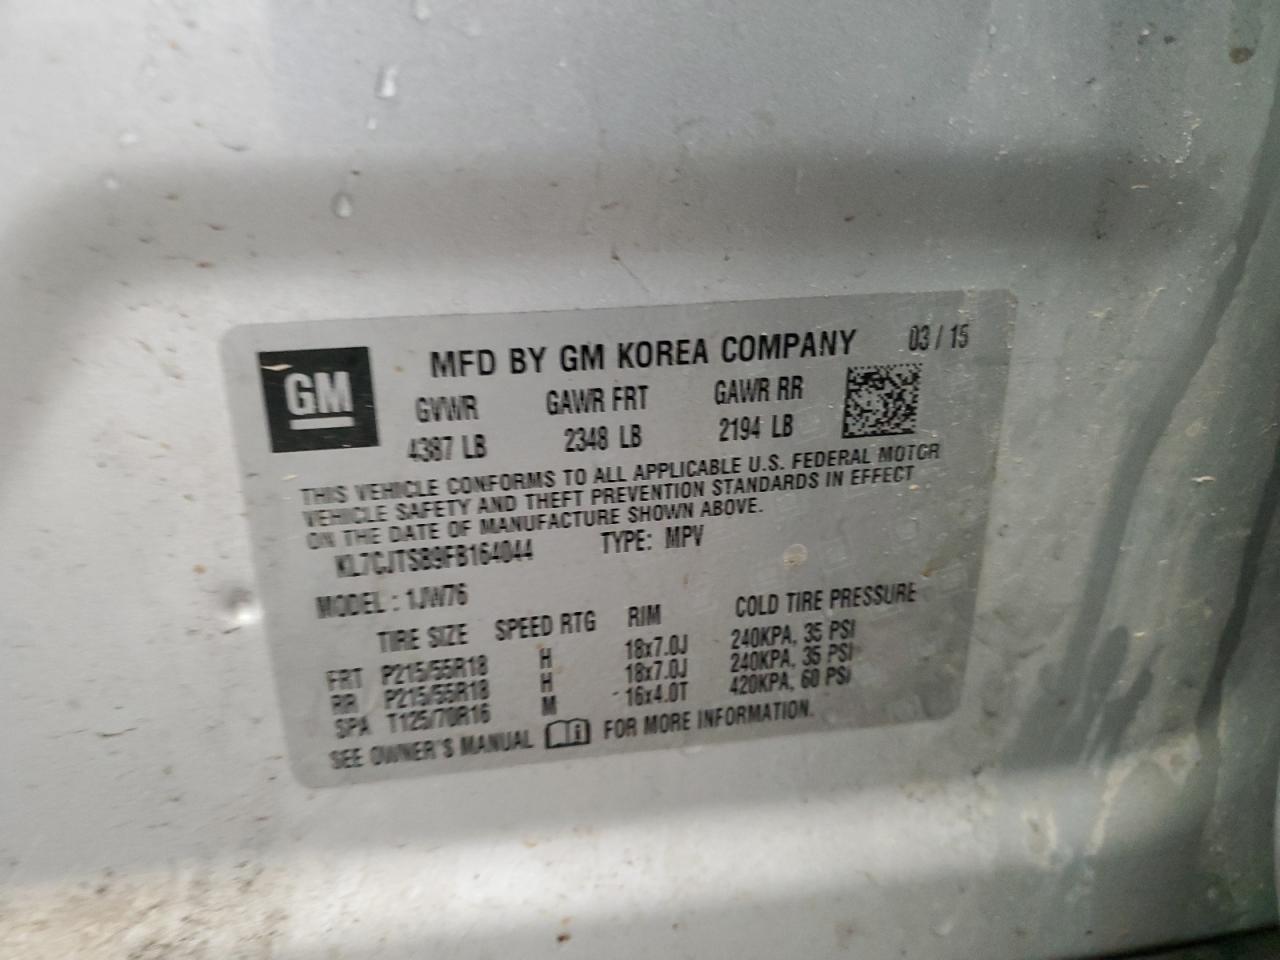 GM
MFD BY GM KOREA COMPANY 03 / 15
GVWR GAWR FRT GAWR RR
4387 LB 2348 LB 2194 LB
THIS VEHICLE CONFORMS TO ALL APPLICABLE U.S. FEDERAL MOTOR
VEHICLE SAFETY AND THEFT PREVENTION STANDARDS IN EFFECT
ON THE DATE OF MANUFACTURE SHOWN ABOVE.
KL7CJTSB9FB164044 TYPE: MPV
MODEL : 1JW76
TIRE SIZE SPEED RTG RIM COLD TIRE PRESSURE
FRT P215/55R18 H 18x7.0J 240KPA, 35 PSI
RR P215/55R18 H 18x7.0J 240KPA, 35 PSI
SPA T125/70R16 M 16x4.0T 420KPA, 60 PSI
SEE OWNER'S MANUAL FOR MORE INFORMATION.